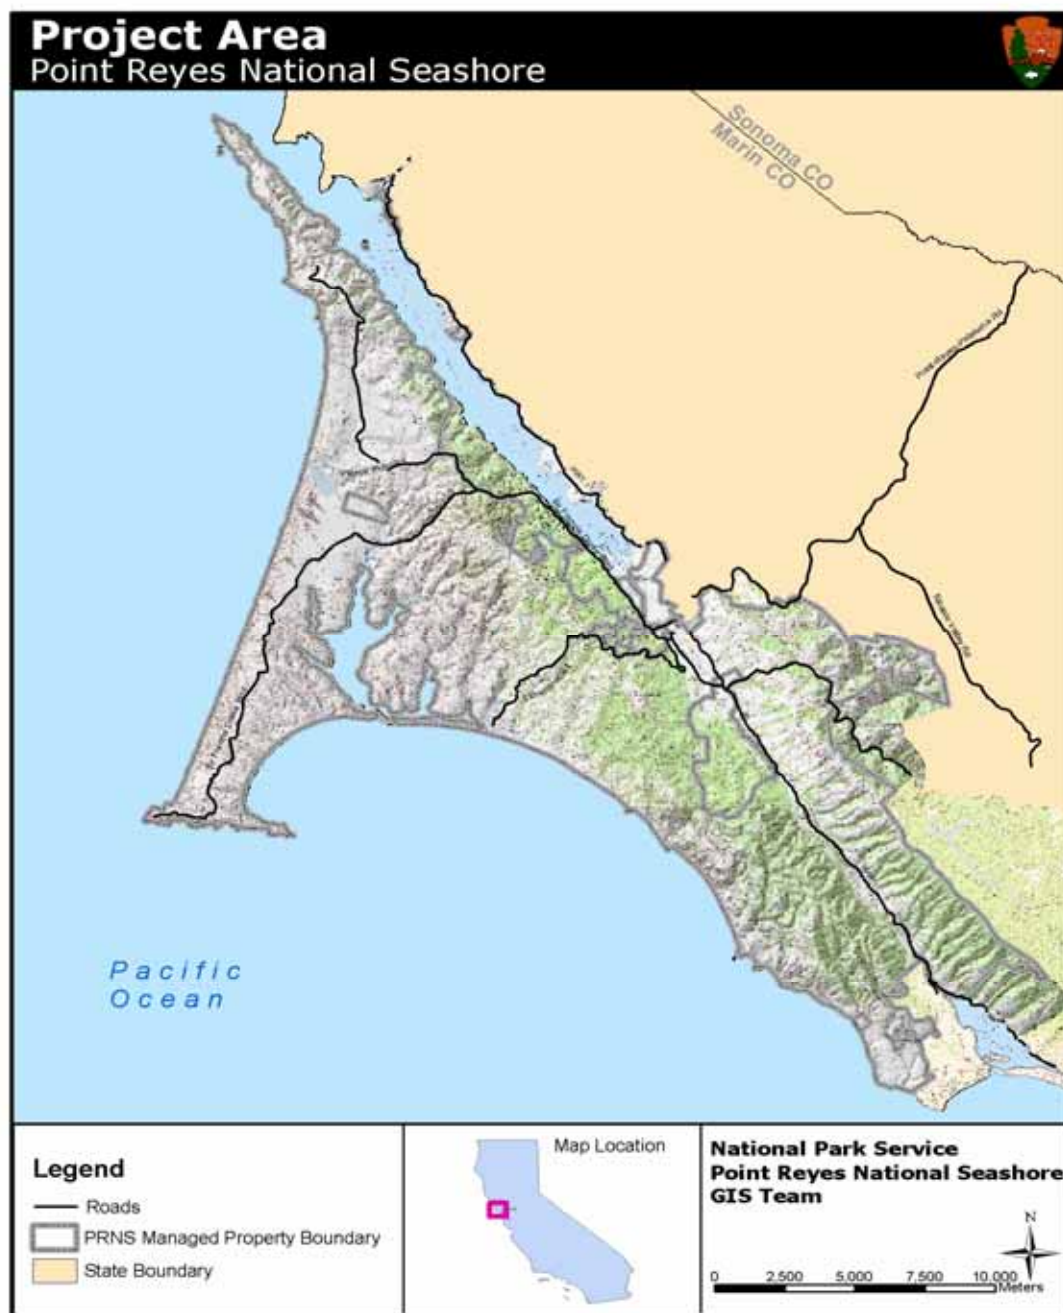 Project Area
Point Reyes National Seashore
Sonoma CO
Marin CO
Pacific
Ocean
Legend
Roads
PRNS Managed Property Boundary
State Boundary
Map Location
National Park Service
Point Reyes National Seashore
GIS Team
N
0 2,500 5,000 7,500 10,000
Meters